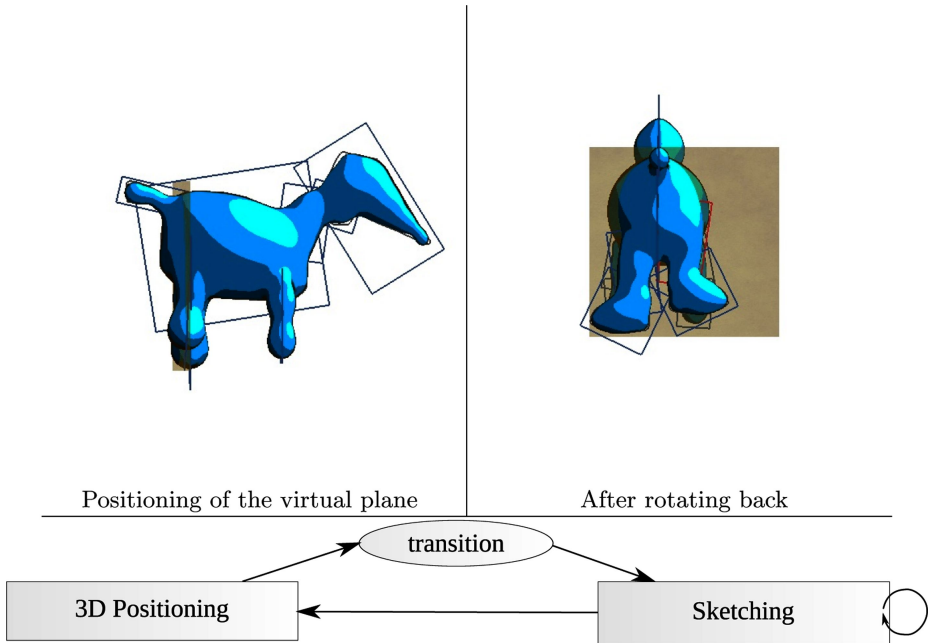 Positioning of the virtual plane
After rotating back
transition
3D Positioning
Sketching